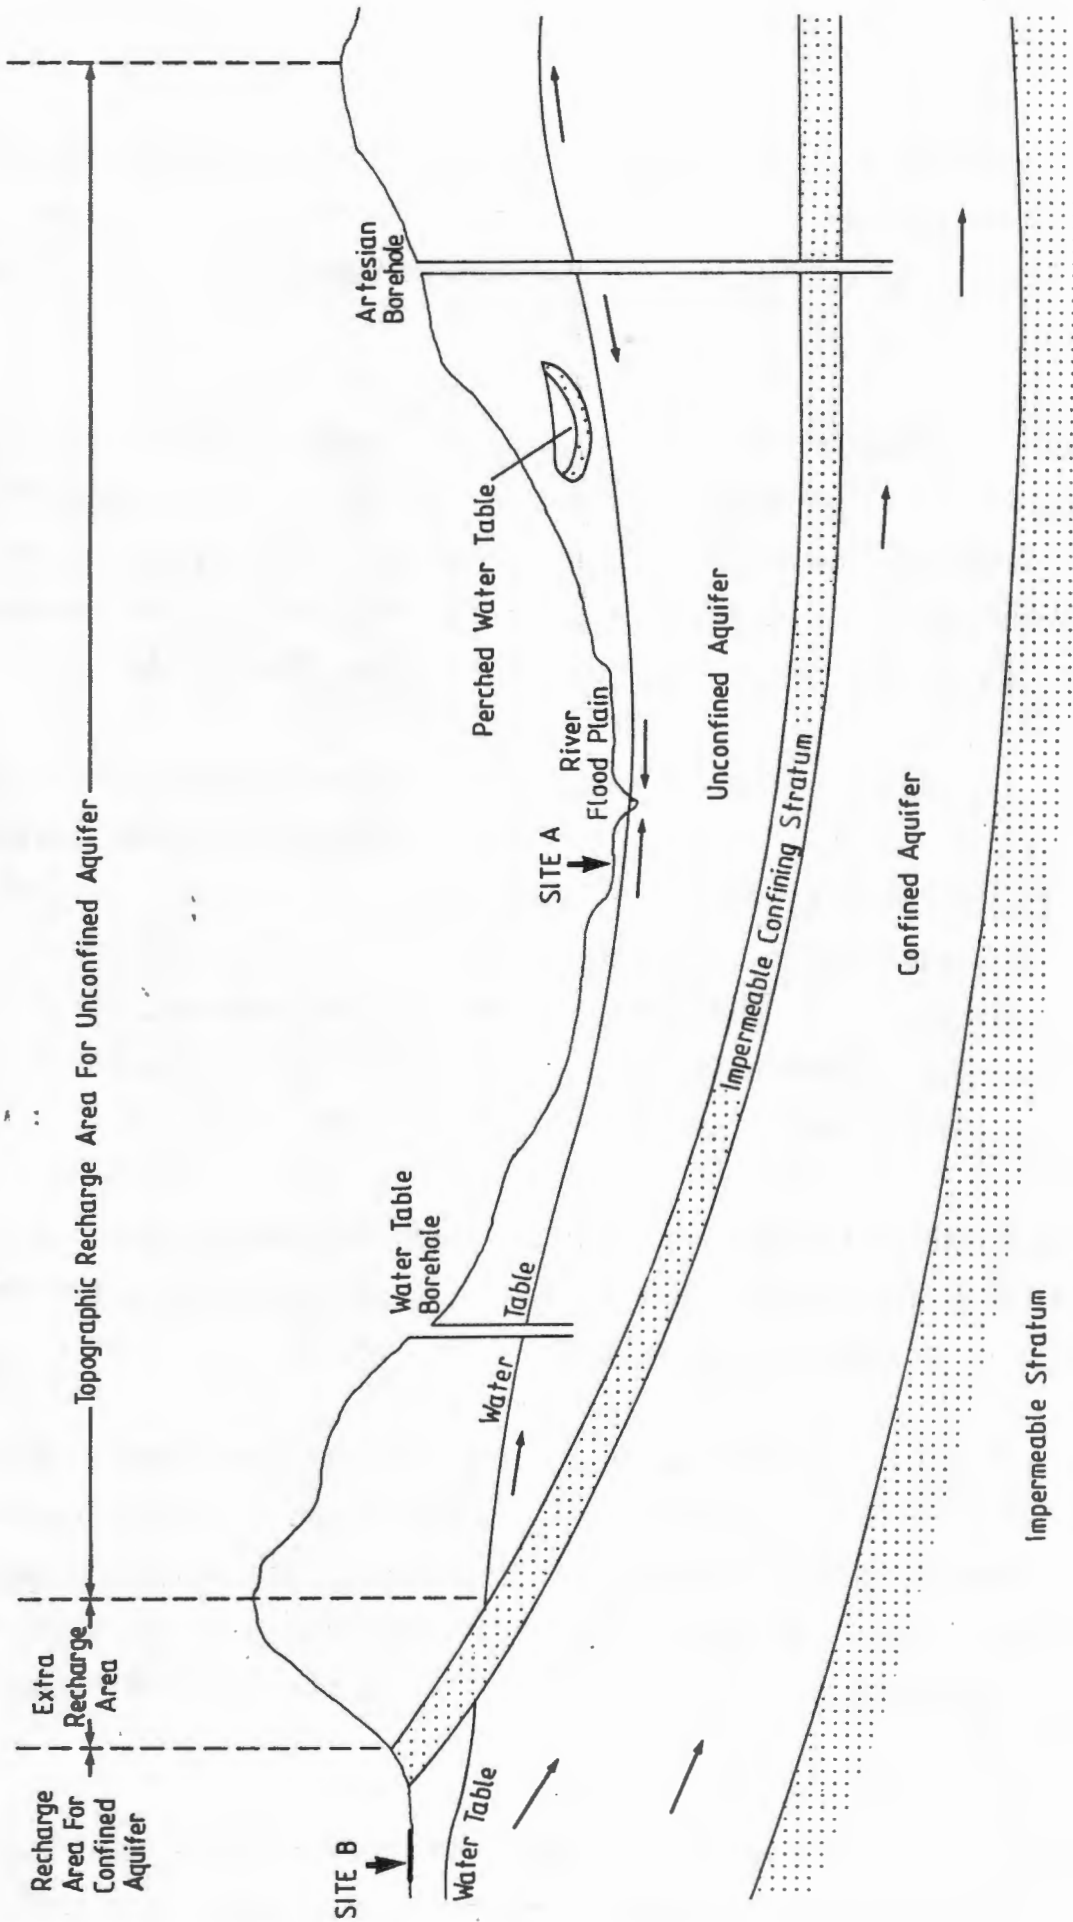 Recharge
Area For
Confined
Aquifer
Extra
Recharge
Area
Topographic Recharge Area For Unconfined Aquifer
SITE B
Water Table
Water Table
Borehole
Water Table
SITE A
River
Flood Plain
Perched Water Table
Artesian
Borehole
Unconfined Aquifer
Impermeable Confining Stratum
Confined Aquifer
Impermeable Stratum